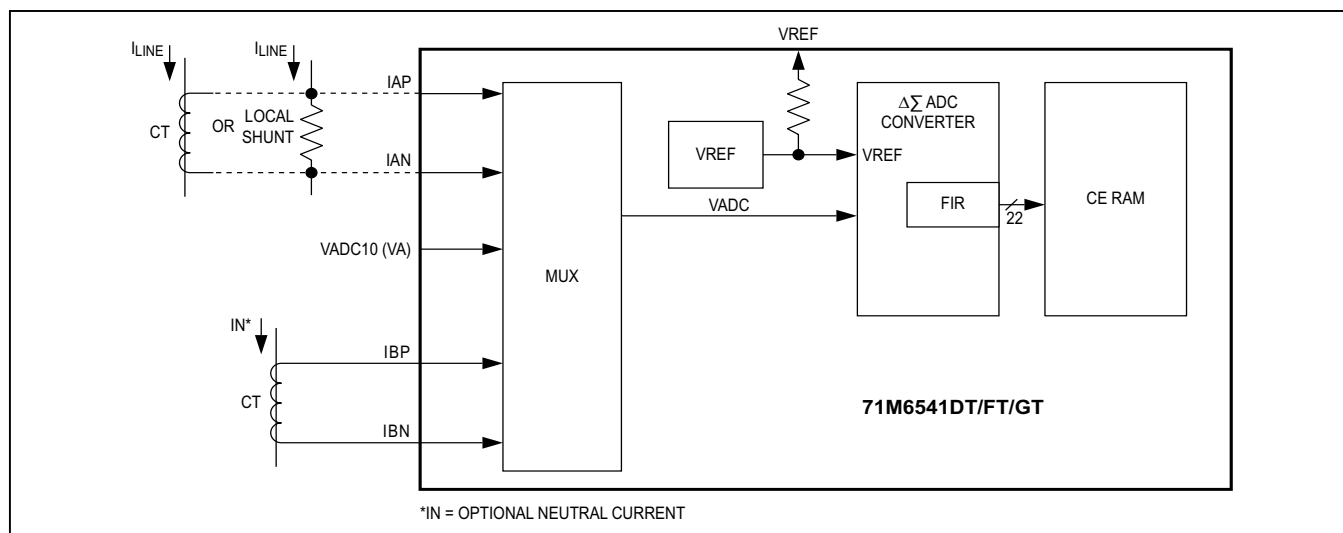 VREF
ILINE
ILINE
IAP
CT
OR
LOCAL
SHUNT
IAN
VREF
ΔΣ ADC
CONVERTER
VREF
FIR
22
CE RAM
VADC
VADC10 (VA)
MUX
IN*
IBP
CT
IBN
71M6541DT/FT/GT
*IN = OPTIONAL NEUTRAL CURRENT